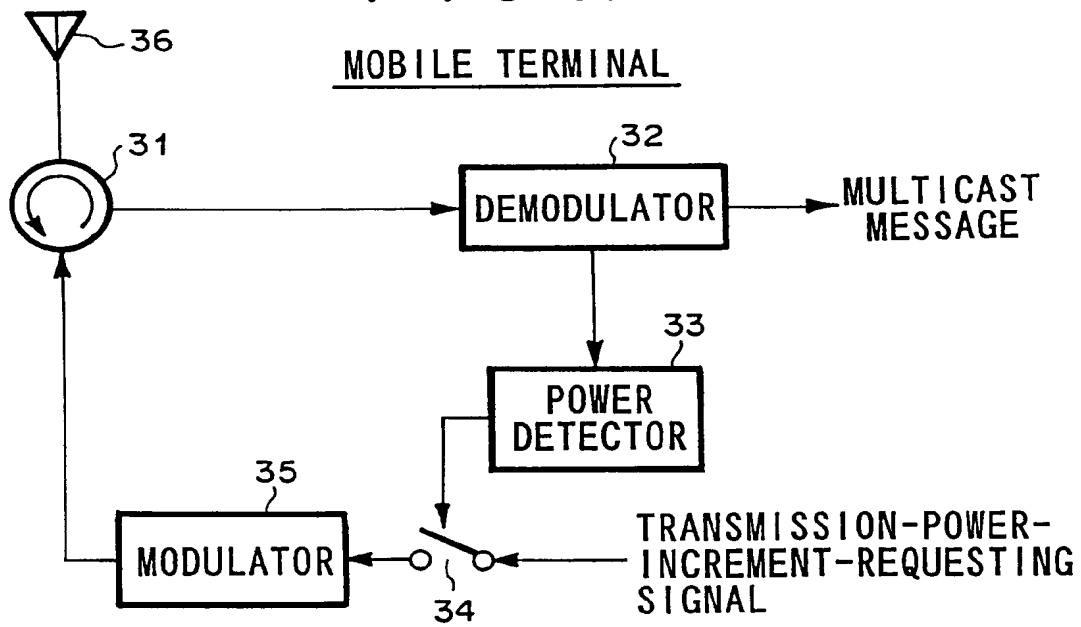 36
MOBILE TERMINAL
31
32
DEMODULATOR
MULTICAST
MESSAGE
33
POWER
DETECTOR
35
MODULATOR
34
TRANSMISSION-POWER-
INCREMENT-REQUESTING
SIGNAL